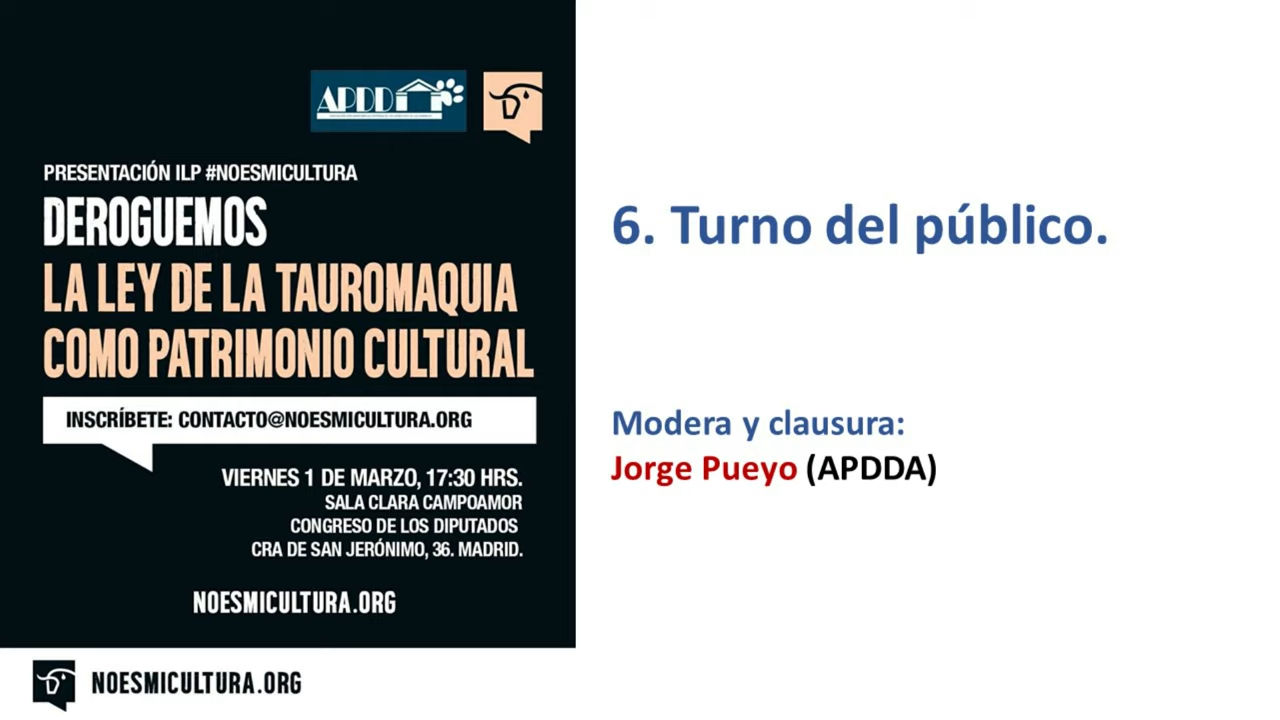 APDDA
PRESENTACIÓN ILP #NOESMICULTURA
DEROGUEMOS
LA LEY DE LA TAUROMAQUIA
COMO PATRIMONIO CULTURAL
INSCRÍBETE: CONTACTO@NOESMICULTURA.ORG
VIERNES 1 DE MARZO, 17:30 HRS.
SALA CLARA CAMPOAMOR
CONGRESO DE LOS DIPUTADOS
CRA DE SAN JERÓNIMO, 36. MADRID.
NOESMICULTURA.ORG
NOESMICULTURA.ORG
6. Turno del público.
Modera y clausura:
Jorge Pueyo (APDDA)